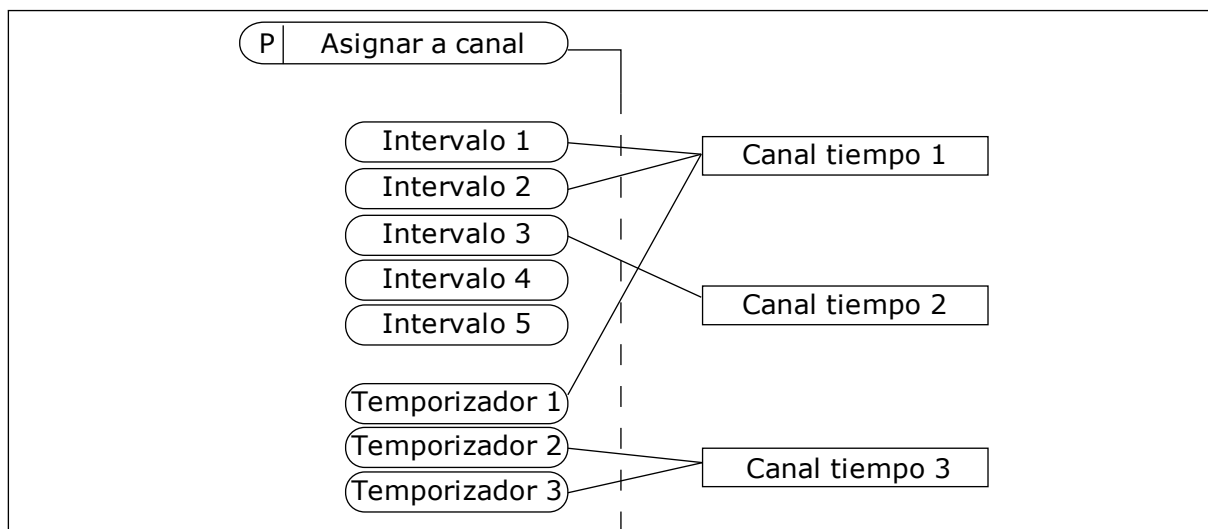 P Asignar a canal
Intervalo 1
Canal tiempo 1
Intervalo 2
Intervalo 3
Intervalo 4
Canal tiempo 2
Intervalo 5
Temporizador 1
Temporizador 2
Canal tiempo 3
Temporizador 3